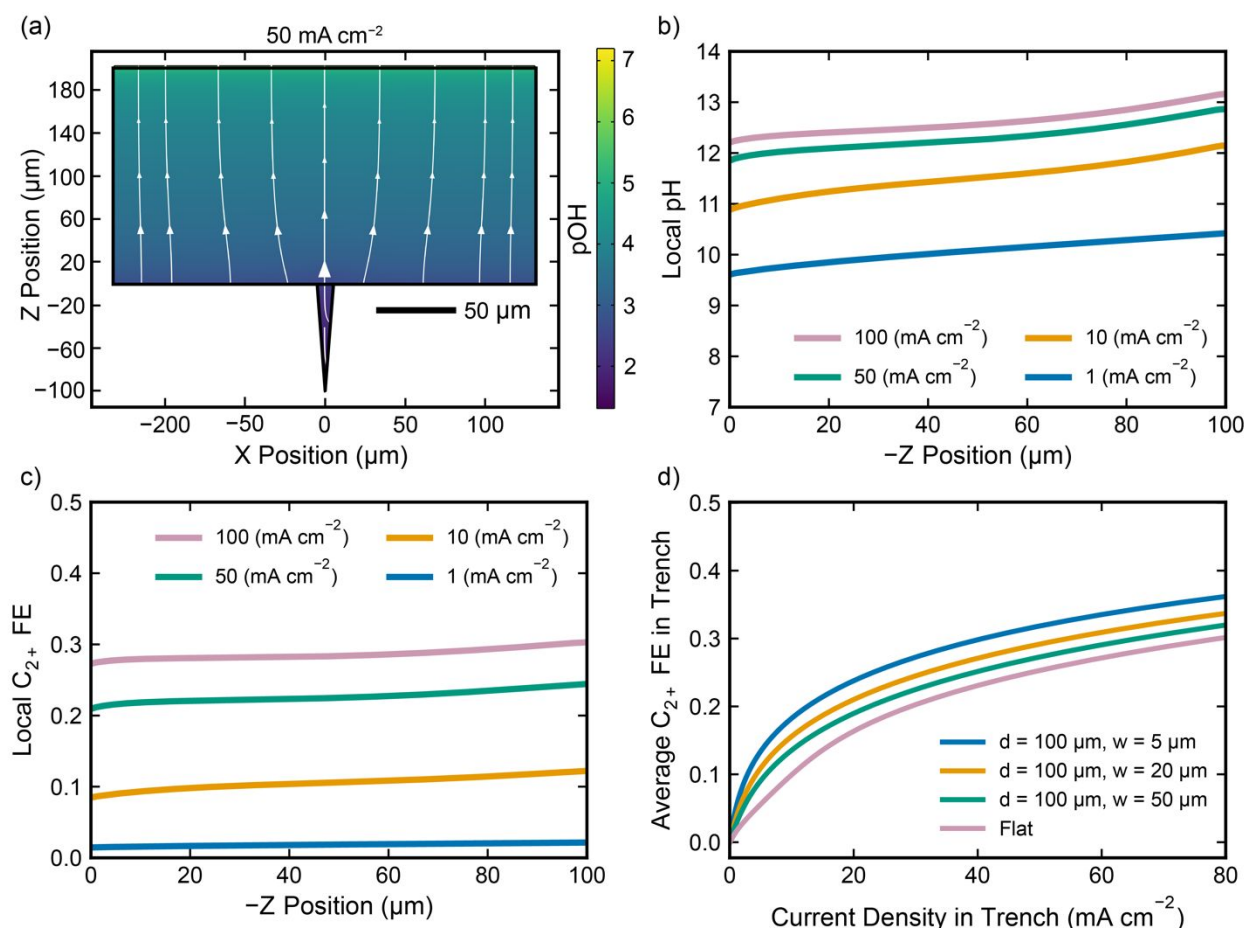 (a)
50 mA cm⁻²
180
140
100
60
20
−20
−60
−100
Z Position (µm)
−200
−50
0
50
100
X Position (µm)
50 µm
7
6
5
4
3
2
pOH
b)
14
13
12
11
10
9
7
Local pH
100 (mA cm⁻²)
10 (mA cm⁻²)
50 (mA cm⁻²)
1 (mA cm⁻²)
0
20
40
60
80
100
−Z Position (µm)
c)
0.5
0.4
0.3
0.2
0.1
0.0
Local C₂₊ FE
100 (mA cm⁻²)
10 (mA cm⁻²)
50 (mA cm⁻²)
1 (mA cm⁻²)
0
20
40
60
80
100
−Z Position (µm)
d)
0.5
0.4
0.3
0.2
0.1
0.0
Average C₂₊ FE in Trench
d = 100 µm, w = 5 µm
d = 100 µm, w = 20 µm
d = 100 µm, w = 50 µm
Flat
0
20
40
60
80
Current Density in Trench (mA cm⁻²)